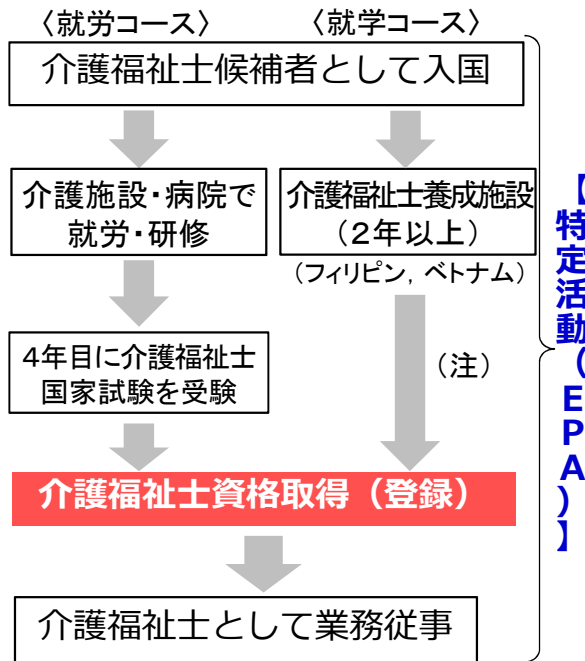 〈就労コース〉
〈就学コース〉
介護福祉士候補者として入国
介護施設・病院で
就労・研修
介護福祉士養成施設
（２年以上）
（フィリピン，ベトナム）
４年目に介護福祉士
国家試験を受験
（注）
介護福祉士資格取得（登録）
介護福祉士として業務従事
【特定活動（ＥＰＡ）】